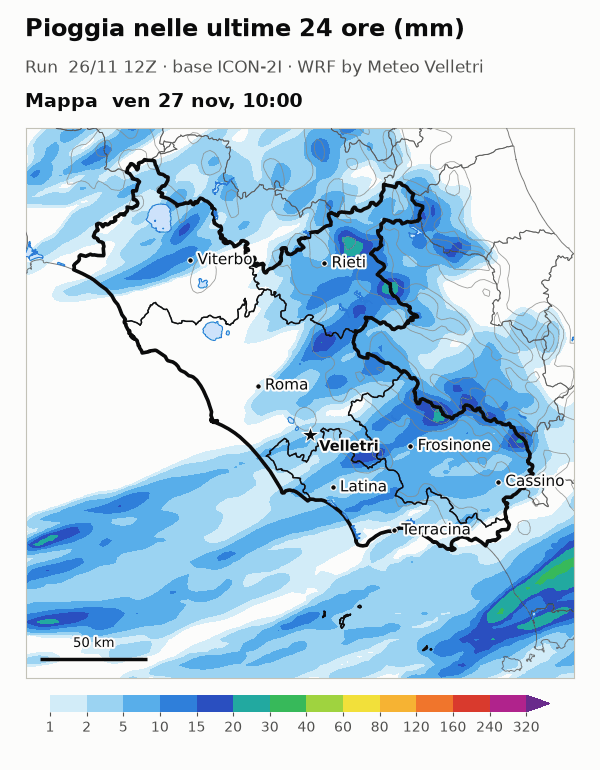 Pioggia nelle ultime 24 ore (mm)
Run  26/11 12Z · base ICON-2I · WRF by Meteo Velletri
Mappa  ven 27 nov, 10:00
Viterbo
Rieti
Roma
Velletri
Frosinone
Cassino
Latina
Terracina
50 km
1 2 5 10 15 20 30 40 60 80 120 160 240 320